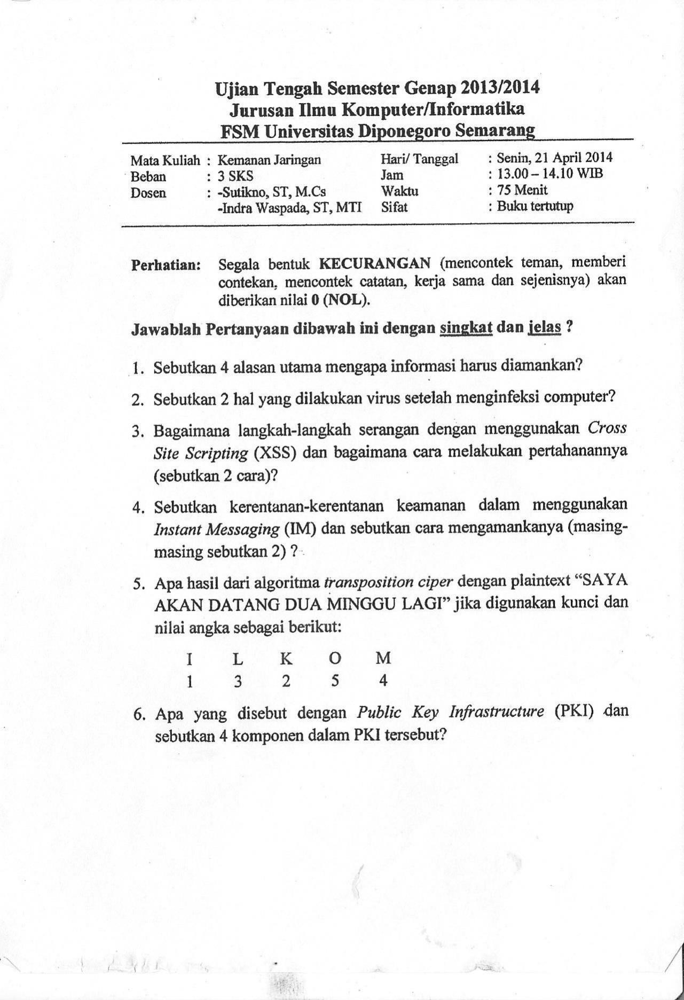 Ujian Tengah Semester Genap 2013/2014
Jurusan Ilmu Komputer/Informatika
FSM Universitas Diponegoro Semarang
Mata Kuliah : Kemanan Jaringan Hari/ Tanggal : Senin, 21 April 2014
Beban : 3 SKS Jam : 13.00 – 14.10 WIB
Dosen : -Sutikno, ST, M.Cs Waktu : 75 Menit
-Indra Waspada, ST, MTI Sifat : Buku tertutup
Perhatian: Segala bentuk KECURANGAN (mencontek teman, memberi
contekan, mencontek catatan, kerja sama dan sejenisnya) akan
diberikan nilai 0 (NOL).
Jawablah Pertanyaan dibawah ini dengan singkat dan jelas ?
1. Sebutkan 4 alasan utama mengapa informasi harus diamankan?
2. Sebutkan 2 hal yang dilakukan virus setelah menginfeksi computer?
3. Bagaimana langkah-langkah serangan dengan menggunakan Cross
Site Scripting (XSS) dan bagaimana cara melakukan pertahanannya
(sebutkan 2 cara)?
4. Sebutkan kerentanan-kerentanan keamanan dalam menggunakan
Instant Messaging (IM) dan sebutkan cara mengamankanya (masing-
masing sebutkan 2) ?
5. Apa hasil dari algoritma transposition ciper dengan plaintext “SAYA
AKAN DATANG DUA MINGGU LAGI” jika digunakan kunci dan
nilai angka sebagai berikut:
I L K O M
1 3 2 5 4
6. Apa yang disebut dengan Public Key Infrastructure (PKI) dan
sebutkan 4 komponen dalam PKI tersebut?